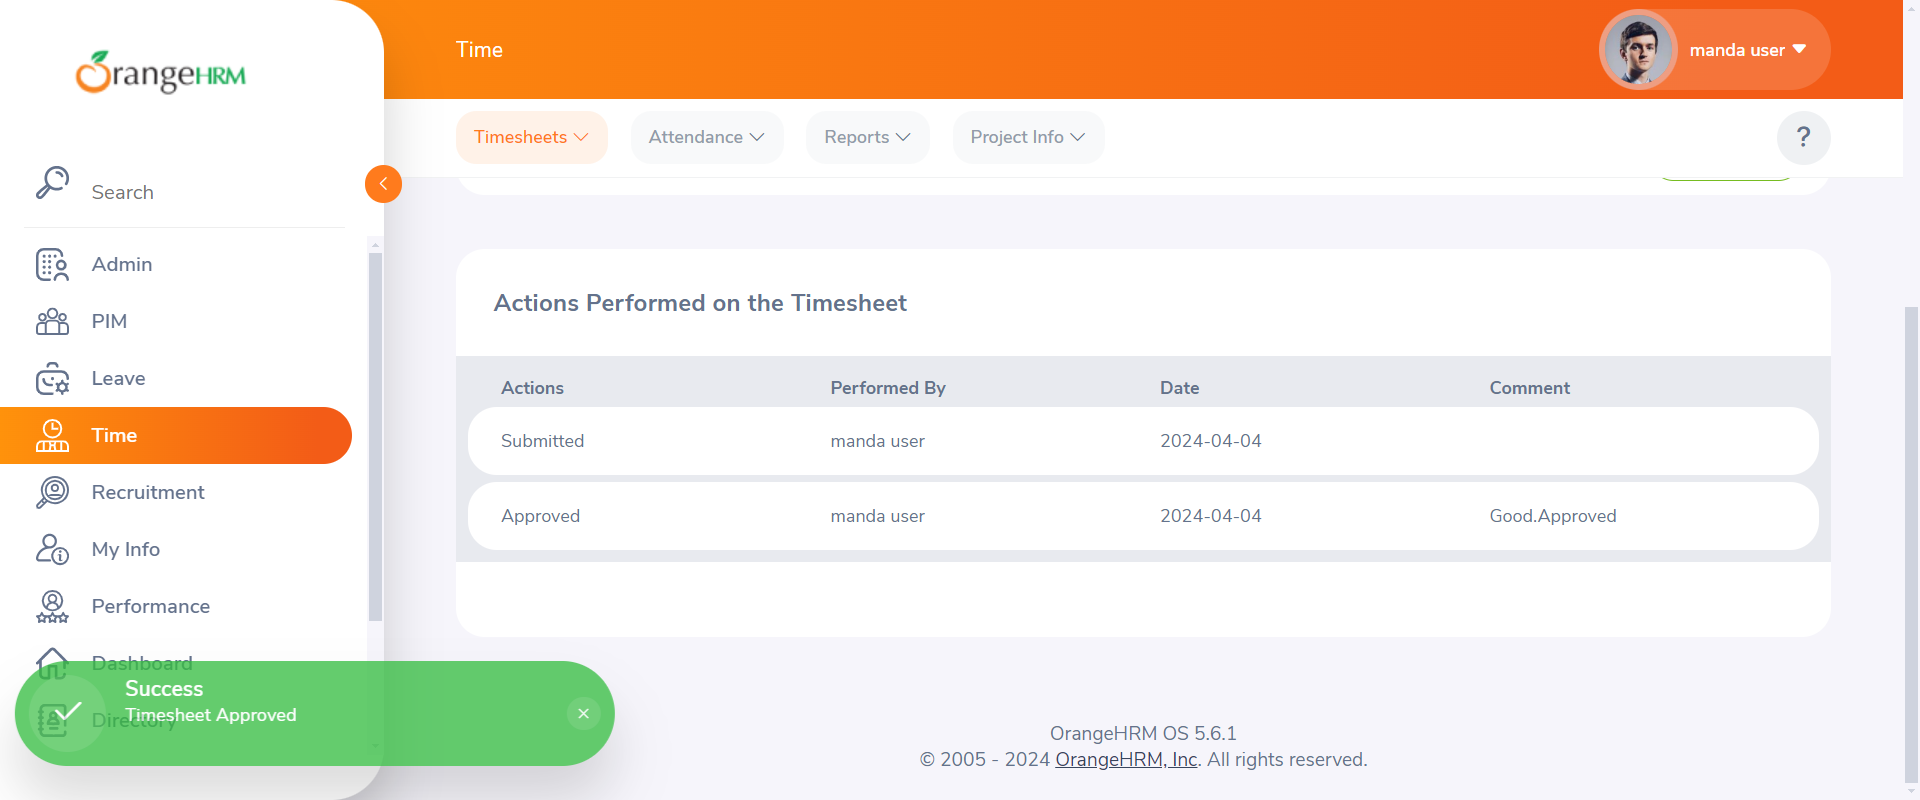 OrangeHRM
Time
manda user
Timesheets
Attendance
Reports
Project Info
?
Search
Admin
PIM
Leave
Time
Recruitment
My Info
Performance
Dashboard
Directory
Actions Performed on the Timesheet
Actions Performed By Date Comment
Submitted manda user 2024-04-04
Approved manda user 2024-04-04 Good.Approved
Success
Timesheet Approved
OrangeHRM OS 5.6.1
© 2005 - 2024 OrangeHRM, Inc. All rights reserved.